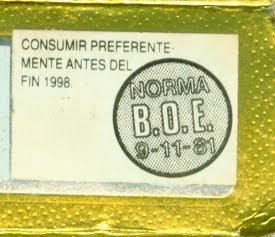 CONSUMIR PREFERENTE-
MENTE ANTES DEL
FIN 1998.
NORMA
B.O.E.
9-11-81